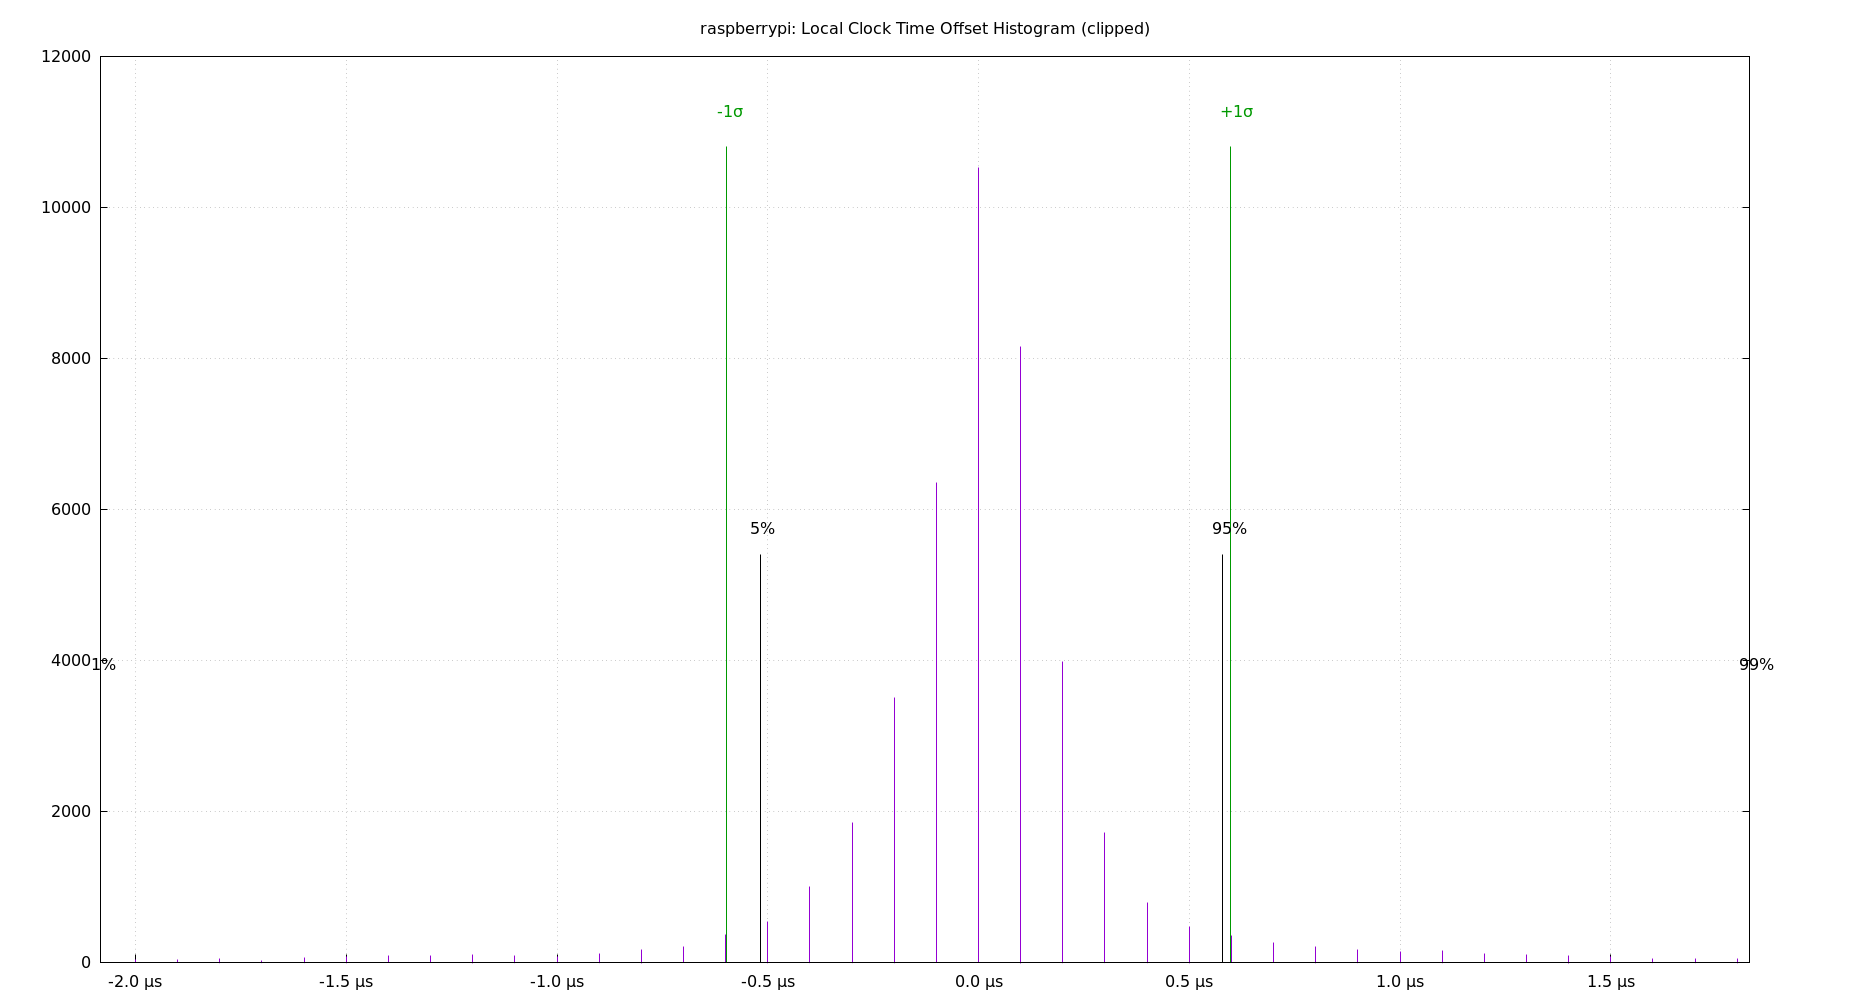 raspberrypi: Local Clock Time Offset Histogram (clipped)
12000
-1σ +1σ
10000
8000
6000
5% 95%
4000 1% 99%
2000
0
-2.0 µs -1.5 µs -1.0 µs -0.5 µs 0.0 µs 0.5 µs 1.0 µs 1.5 µs